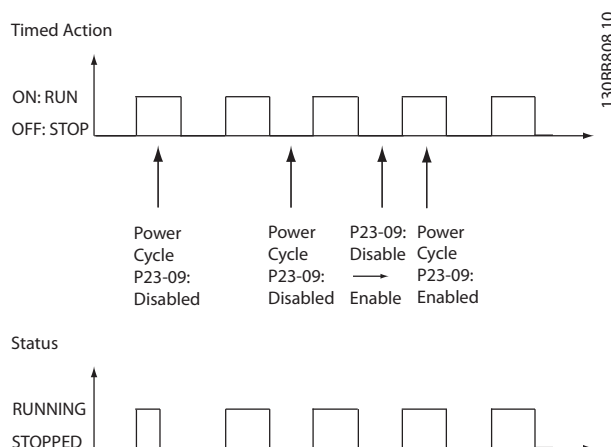 Timed Action
130BB808.10
ON: RUN
OFF: STOP
Power
Cycle
P23-09:
Disabled
Power
Cycle
P23-09:
Disabled
P23-09:
Disable
Enable
Power
Cycle
P23-09:
Enabled
Status
RUNNING
STOPPED